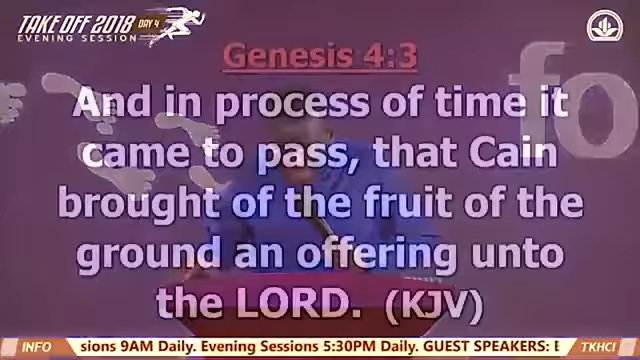 TAKE OFF 2018 DAY 4
EVENING SESSION
fo
Genesis 4:3
And in process of time it
came to pass, that Cain
brought of the fruit of the
ground an offering unto
the LORD. (KJV)
INFO sions 9AM Daily. Evening Sessions 5:30PM Daily. GUEST SPEAKERS: E TKHCI